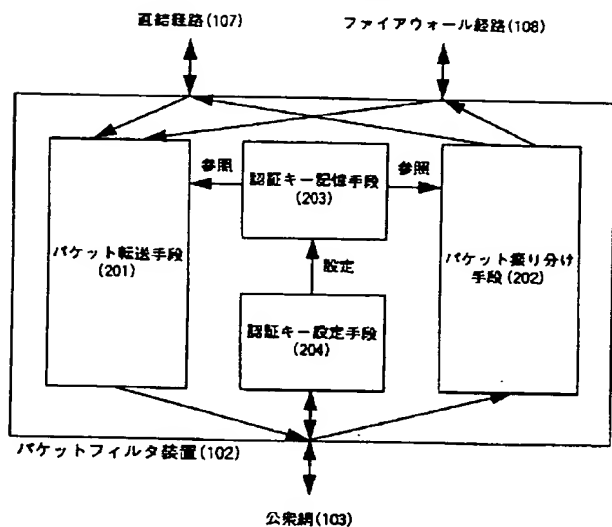 直結経路(107)
ファイアウォール経路(108)
参照
認証キー記憶手段
(203)
参照
パケット転送手段
(201)
設定
パケット振り分け
手段(202)
認証キー設定手段
(204)
パケットフィルタ装置(102)
公衆網(103)